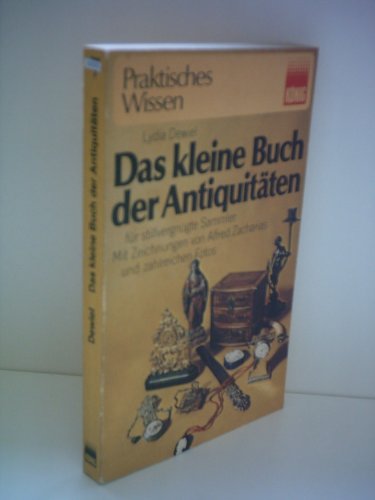 Praktisches
Wissen
KÖNIG
Lydia Dewiel
Das kleine Buch
der Antiquitäten
für stilvergnügte Sammler
Mit Zeichnungen von Alfred Zacharias
und zahlreichen Fotos
Dewiel Das kleine Buch der Antiquitäten